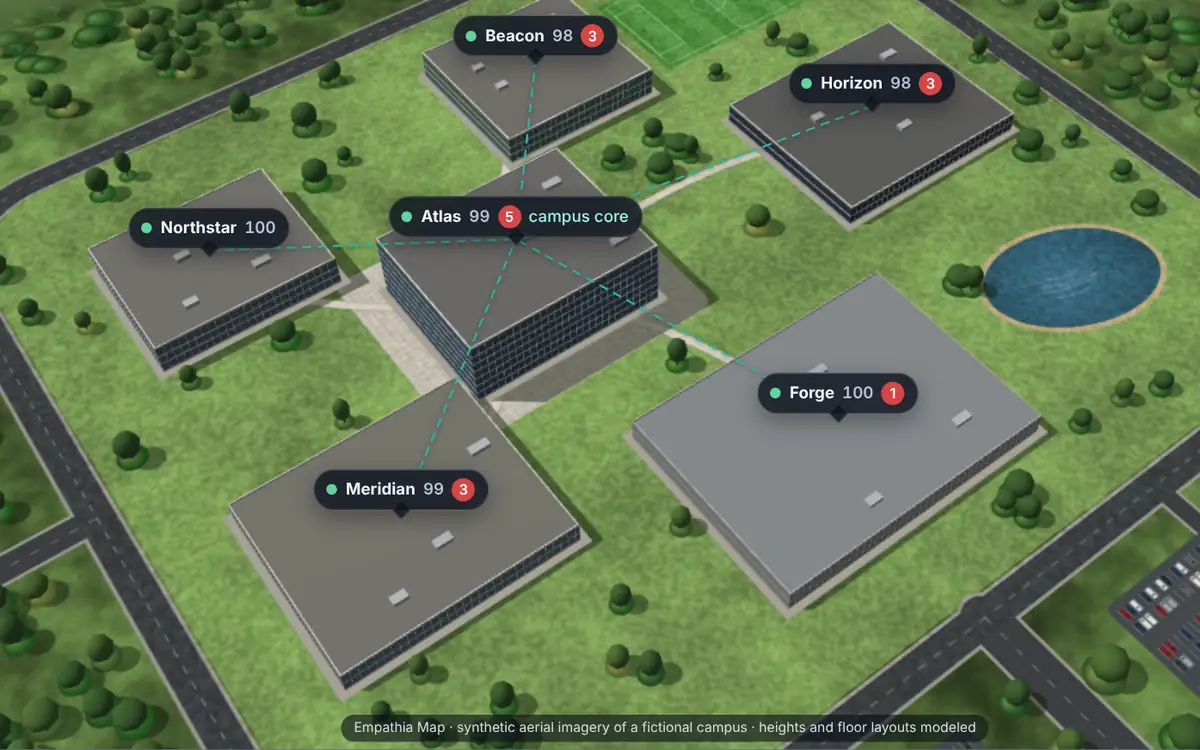 Beacon 98 3
Horizon 98 3
Atlas 99 5 campus core
Northstar 100
Forge 100 1
Meridian 99 3
Empathia Map · synthetic aerial imagery of a fictional campus · heights and floor layouts modeled